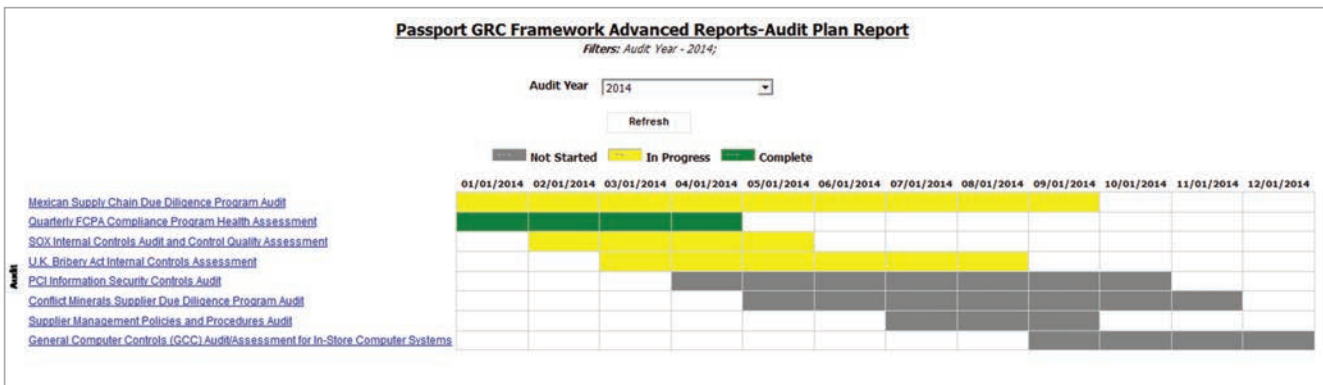 Passport GRC Framework Advanced Reports-Audit Plan Report
Filters: Audit Year - 2014;
Audit Year 2014
Refresh
Not Started In Progress Complete
01/01/2014 02/01/2014 03/01/2014 04/01/2014 05/01/2014 06/01/2014 07/01/2014 08/01/2014 09/01/2014 10/01/2014 11/01/2014 12/01/2014
Audit
Mexican Supply Chain Due Diligence Program Audit
Quarterly FCPA Compliance Program Health Assessment
SOX Internal Controls Audit and Control Quality Assessment
U.K. Bribery Act Internal Controls Assessment
PCI Information Security Controls Audit
Conflict Minerals Supplier Due Diligence Program Audit
Supplier Management Policies and Procedures Audit
General Computer Controls (GCC) Audit/Assessment for In-Store Computer Systems